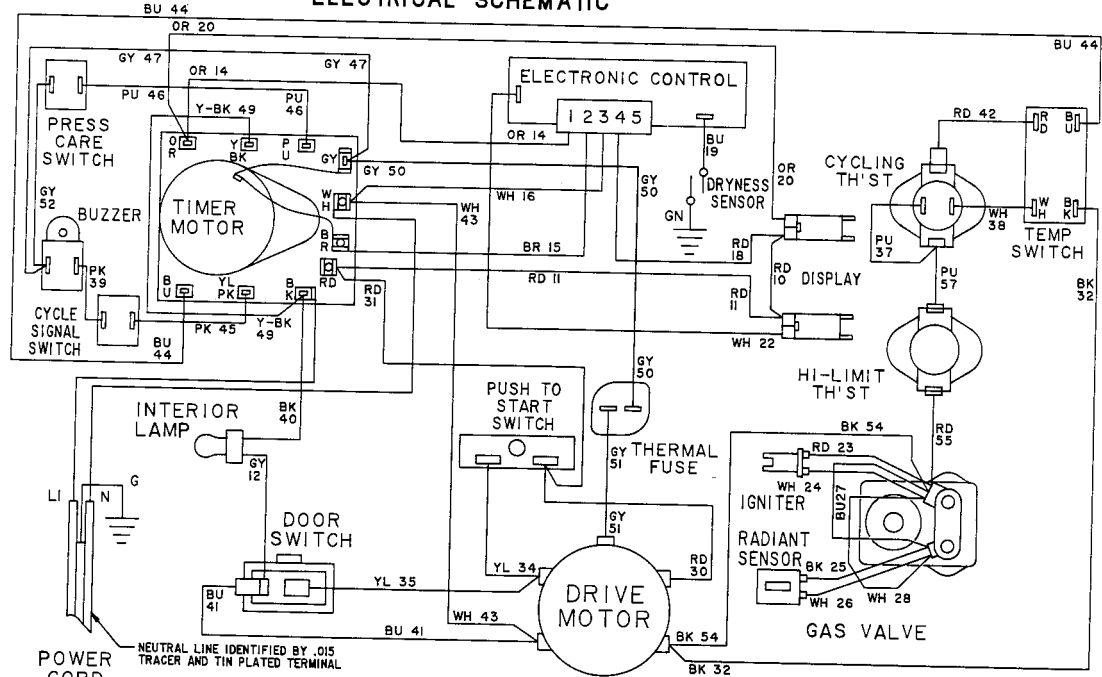 ELECTRICAL SCHEMATIC
BU 44
OR 20
BU 44
GY 47
GY 47
OR 14
PU 46
PU
46
Y-BK 49
PRESS
CARE
SWITCH
O
R
Y
BK
P
U
GY
GY 50
ELECTRONIC CONTROL
1 2 3 4 5
OR 14
BU
19
DRYNESS
SENSOR
GN
OR
20
GY
50
RD 42
R
D
B
U
CYCLING
TH'ST
W
H
B
K
WH
38
TEMP
SWITCH
PU
37
PU
57
BK
32
GY
52
BUZZER
TIMER
MOTOR
W
H
WH
43
WH 16
B
R
BR 15
RD
18
RD
RD 11
RD
31
RD
10
DISPLAY
RD
11
WH 22
PK
39
CYCLE
SIGNAL
SWITCH
B
U
YL
PK
B
K
PK 45
Y-BK
49
BU
44
HI-LIMIT
TH'ST
GY
50
PUSH TO
START
SWITCH
THERMAL
FUSE
GY
51
GY
51
INTERIOR
LAMP
BK
40
GY
12
BK 54
RD
55
RD 23
WH 24
IGNITER
BU27
RADIANT
SENSOR
BK 25
WH 26
WH 28
GAS VALVE
L1
N
G
DOOR
SWITCH
BU
41
YL 35
YL 34
RD
30
DRIVE
MOTOR
WH 43
BU 41
BK 54
BK 32
NEUTRAL LINE IDENTIFIED BY .015
TRACER AND TIN PLATED TERMINAL
POWER
CORD